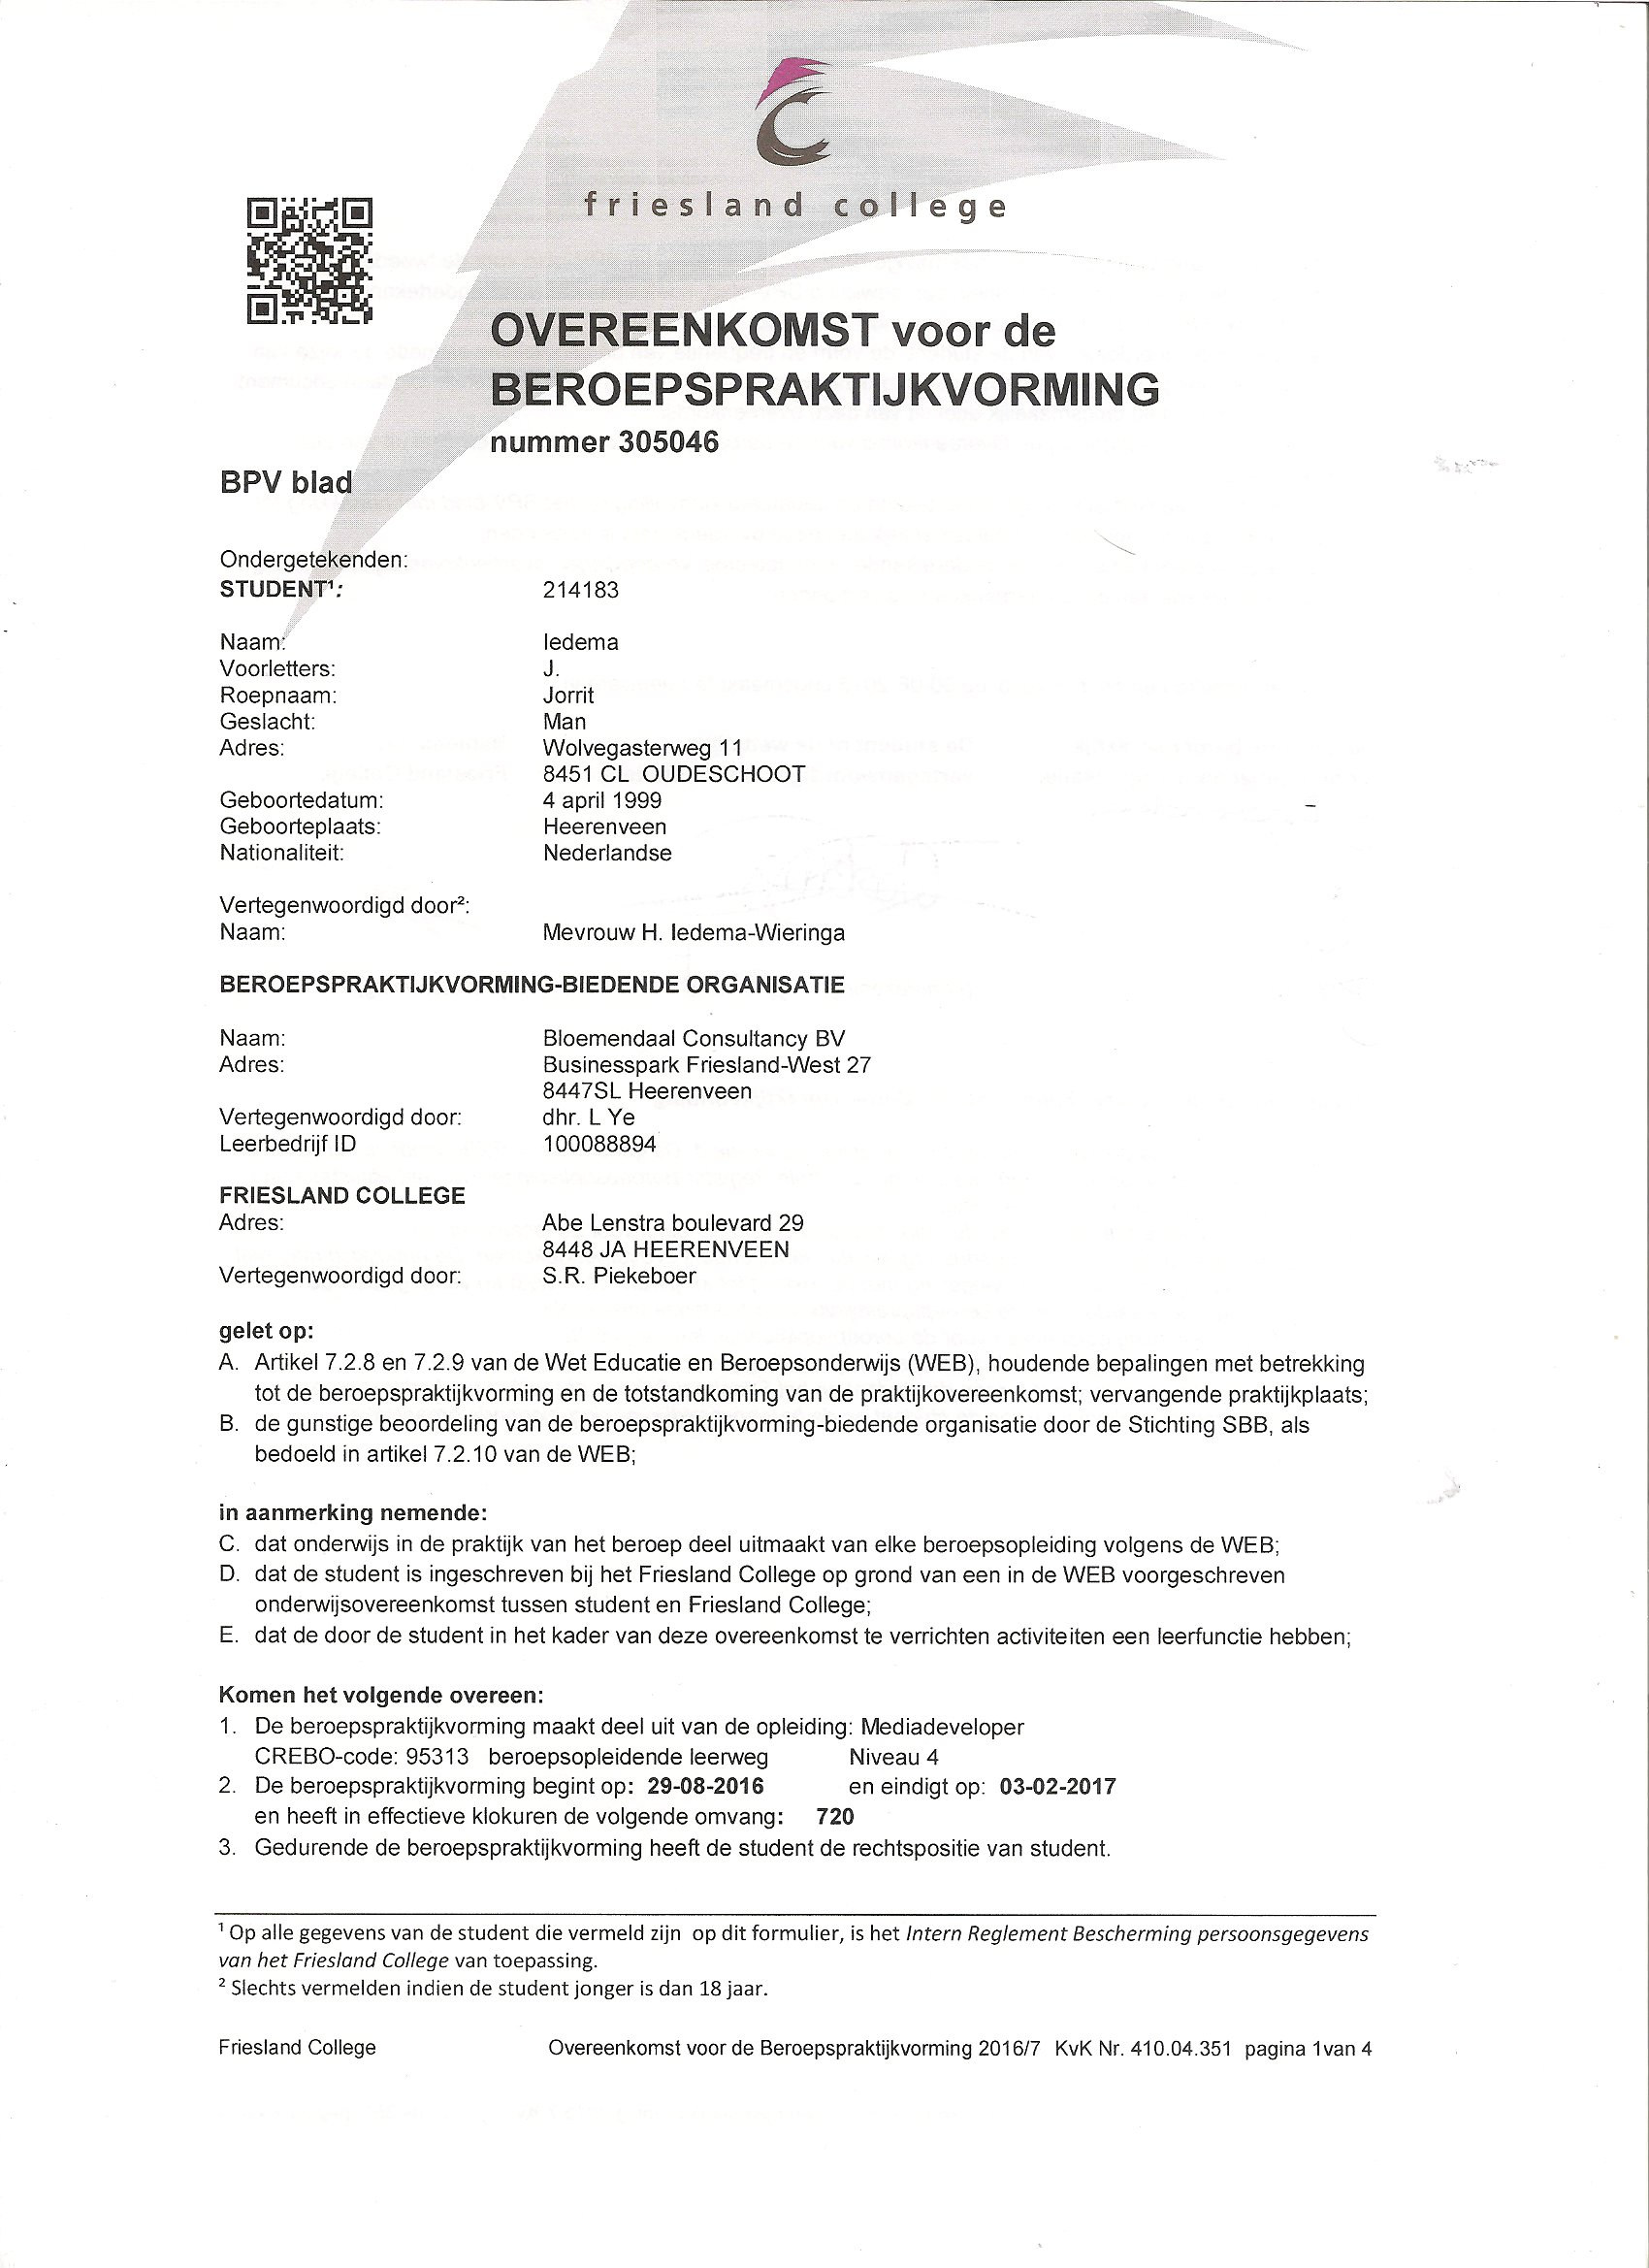 friesland college
OVEREENKOMST voor de
BEROEPSPRAKTIJKVORMING
nummer 305046
BPV blad
Ondergetekenden:
STUDENT¹: 214183
Naam: Iedema
Voorletters: J.
Roepnaam: Jorrit
Geslacht: Man
Adres: Wolvegasterweg 11
8451 CL OUDESCHOOT
Geboortedatum: 4 april 1999
Geboorteplaats: Heerenveen
Nationaliteit: Nederlandse
Vertegenwoordigd door²:
Naam: Mevrouw H. Iedema-Wieringa
BEROEPSPRAKTIJKVORMING-BIEDENDE ORGANISATIE
Naam: Bloemendaal Consultancy BV
Adres: Businesspark Friesland-West 27
8447SL Heerenveen
Vertegenwoordigd door: dhr. L Ye
Leerbedrijf ID 100088894
FRIESLAND COLLEGE
Adres: Abe Lenstra boulevard 29
8448 JA HEERENVEEN
Vertegenwoordigd door: S.R. Piekeboer
gelet op:
A. Artikel 7.2.8 en 7.2.9 van de Wet Educatie en Beroepsonderwijs (WEB), houdende bepalingen met betrekking
tot de beroepspraktijkvorming en de totstandkoming van de praktijkovereenkomst; vervangende praktijkplaats;
B. de gunstige beoordeling van de beroepspraktijkvorming-biedende organisatie door de Stichting SBB, als
bedoeld in artikel 7.2.10 van de WEB;
in aanmerking nemende:
C. dat onderwijs in de praktijk van het beroep deel uitmaakt van elke beroepsopleiding volgens de WEB;
D. dat de student is ingeschreven bij het Friesland College op grond van een in de WEB voorgeschreven
onderwijsovereenkomst tussen student en Friesland College;
E. dat de door de student in het kader van deze overeenkomst te verrichten activiteiten een leerfunctie hebben;
Komen het volgende overeen:
1. De beroepspraktijkvorming maakt deel uit van de opleiding: Mediadeveloper
CREBO-code: 95313 beroepsopleidende leerweg Niveau 4
2. De beroepspraktijkvorming begint op: 29-08-2016 en eindigt op: 03-02-2017
en heeft in effectieve klokuren de volgende omvang: 720
3. Gedurende de beroepspraktijkvorming heeft de student de rechtspositie van student.
¹ Op alle gegevens van de student die vermeld zijn op dit formulier, is het Intern Reglement Bescherming persoonsgegevens
van het Friesland College van toepassing.
² Slechts vermelden indien de student jonger is dan 18 jaar.
Friesland College Overeenkomst voor de Beroepspraktijkvorming 2016/7 KvK Nr. 410.04.351 pagina 1van 4